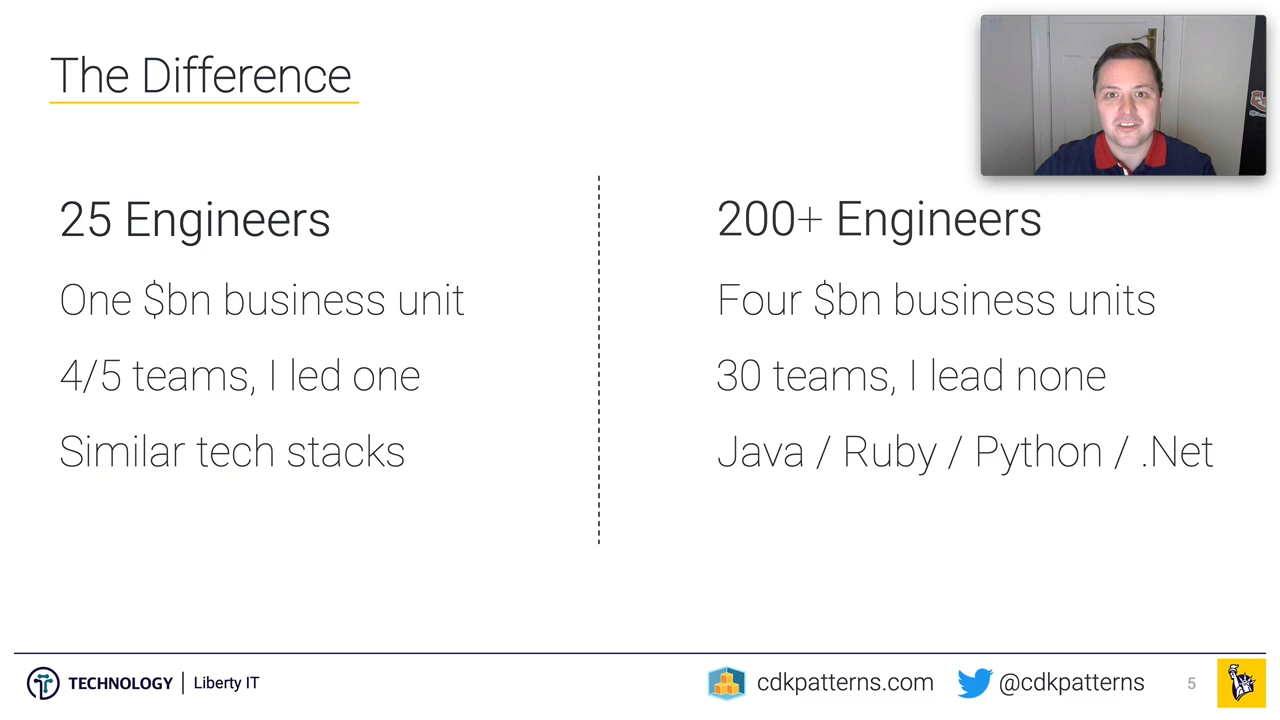 The Difference
25 Engineers
One $bn business unit
4/5 teams, I led one
Similar tech stacks
200+ Engineers
Four $bn business units
30 teams, I lead none
Java / Ruby / Python / .Net
TECHNOLOGY | Liberty IT
cdkpatterns.com
@cdkpatterns
5